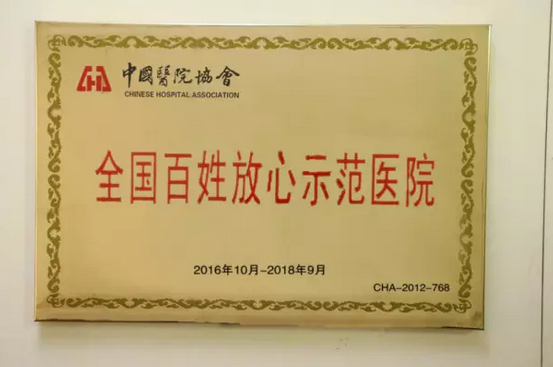 中國醫院協會
CHINESE HOSPITAL ASSOCIATION
全国百姓放心示范医院
2016年10月-2018年9月
CHA-2012-768